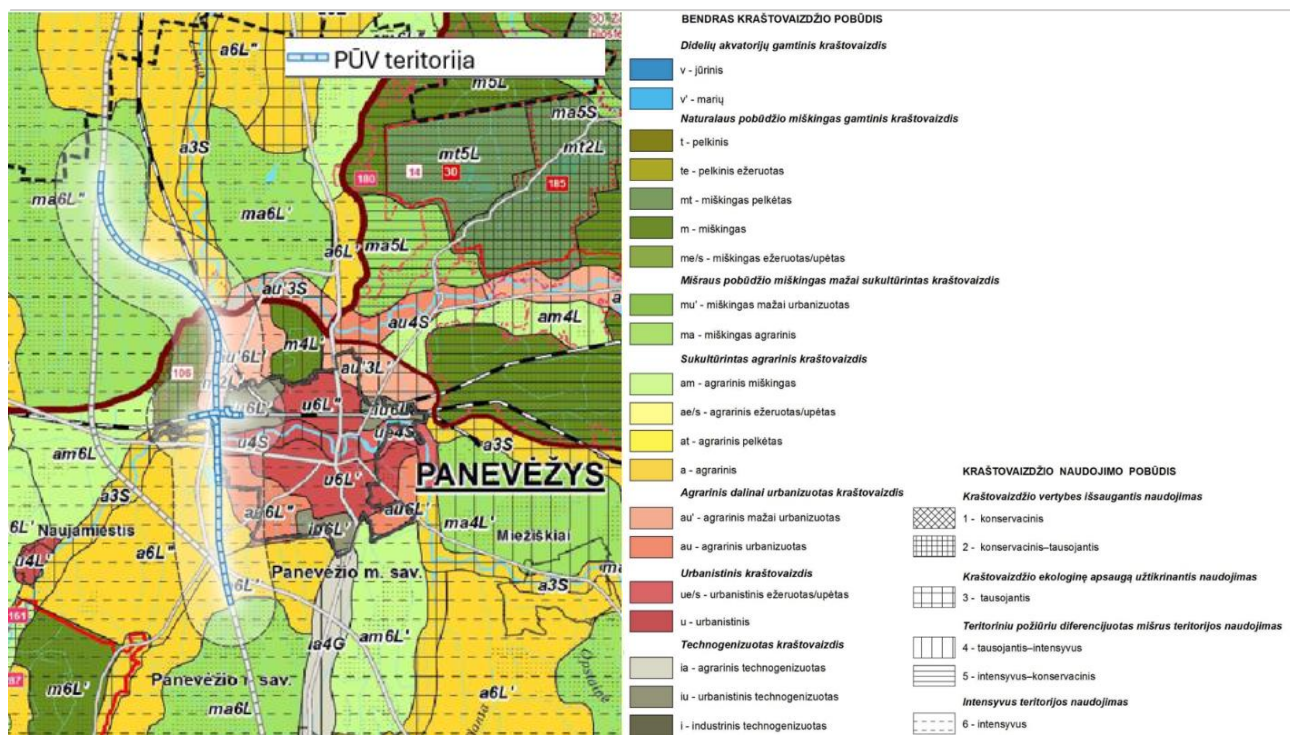 PŪV teritorija
a6L"
m5L
ma5S
a3S
mt5L
mt2L
180
14
30
185
ma6L"
ma6L'
a6L'
ma5L
au'3S
au4S
am4L
m4L'
106
au'3L'
u6L"
a3S
u4S
am6L
PANEVĖŽYS
a3S
u6L'
au6L'
Naujamiestis
iu6L'
ma4L'
Miežiškiai
u4L'
a6L"
a3S
Panevėžio m. sav.
161
ia4G
am6L'
m6L'
Panevėžio r. sav.
ma6L
a6L'
BENDRAS KRAŠTOVAIZDŽIO POBŪDIS
Didelių akvatorijų gamtinis kraštovaizdis
v - jūrinis
v' - marių
Naturalaus pobūdžio miškingas gamtinis kraštovaizdis
t - pelkinis
te - pelkinis ežeruotas
mt - miškingas pelkėtas
m - miškingas
me/s - miškingas ežeruotas/upėtas
Mišraus pobūdžio miškingas mažai sukultūrintas kraštovaizdis
mu' - miškingas mažai urbanizuotas
ma - miškingas agrarinis
Sukultūrintas agrarinis kraštovaizdis
am - agrarinis miškingas
ae/s - agrarinis ežeruotas/upėtas
at - agrarinis pelkėtas
a - agrarinis
Agrarinis dalinai urbanizuotas kraštovaizdis
au' - agrarinis mažai urbanizuotas
au - agrarinis urbanizuotas
Urbanistinis kraštovaizdis
ue/s - urbanistinis ežeruotas/upėtas
u - urbanistinis
Technogenizuotas kraštovaizdis
ia - agrarinis technogenizuotas
iu - urbanistinis technogenizuotas
i - industrinis technogenizuotas
KRAŠTOVAIZDŽIO NAUDOJIMO POBŪDIS
Kraštovaizdžio vertybes išsaugantis naudojimas
1 - konservacinis
2 - konservacinis–tausojantis
Kraštovaizdžio ekologinę apsaugą užtikrinantis naudojimas
3 - tausojantis
Teritoriniu požiūriu diferencijuotas mišrus teritorijos naudojimas
4 - tausojantis–intensyvus
5 - intensyvus–konservacinis
Intensyvus teritorijos naudojimas
6 - intensyvus